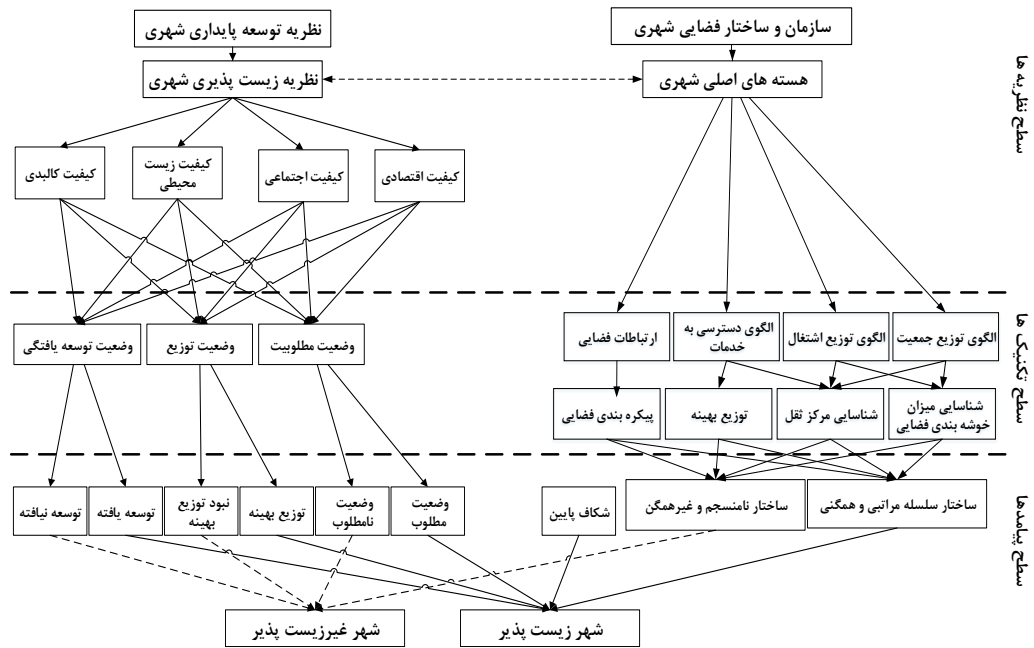 سازمان و ساختار فضایی شهری
نظریه توسعه پایداری شهری
هسته های اصلی شهری
نظریه زیست پذیری شهری
سطح نظریه ها
کیفیت اقتصادی
کیفیت اجتماعی
کیفیت زیست
محیطی
کیفیت کالبدی
الگوی توزیع جمعیت
الگوی توزیع اشتغال
الگوی دسترسی به
خدمات
ارتباطات فضایی
وضعیت مطلوبیت
وضعیت توزیع
وضعیت توسعه یافتگی
سطح تکنیک ها
شناسایی میزان
خوشه بندی فضایی
شناسایی مرکز ثقل
توزیع بهینه
پیکره بندی فضایی
ساختار سلسله مراتبی و همگنی
ساختار نامنسجم و غیرهمگن
شکاف پایین
وضعیت
مطلوب
وضعیت
نامطلوب
توزیع بهینه
نبود توزیع
بهینه
توسعه یافته
توسعه نیافته
سطح پیامدها
شهر زیست پذیر
شهر غیرزیست پذیر